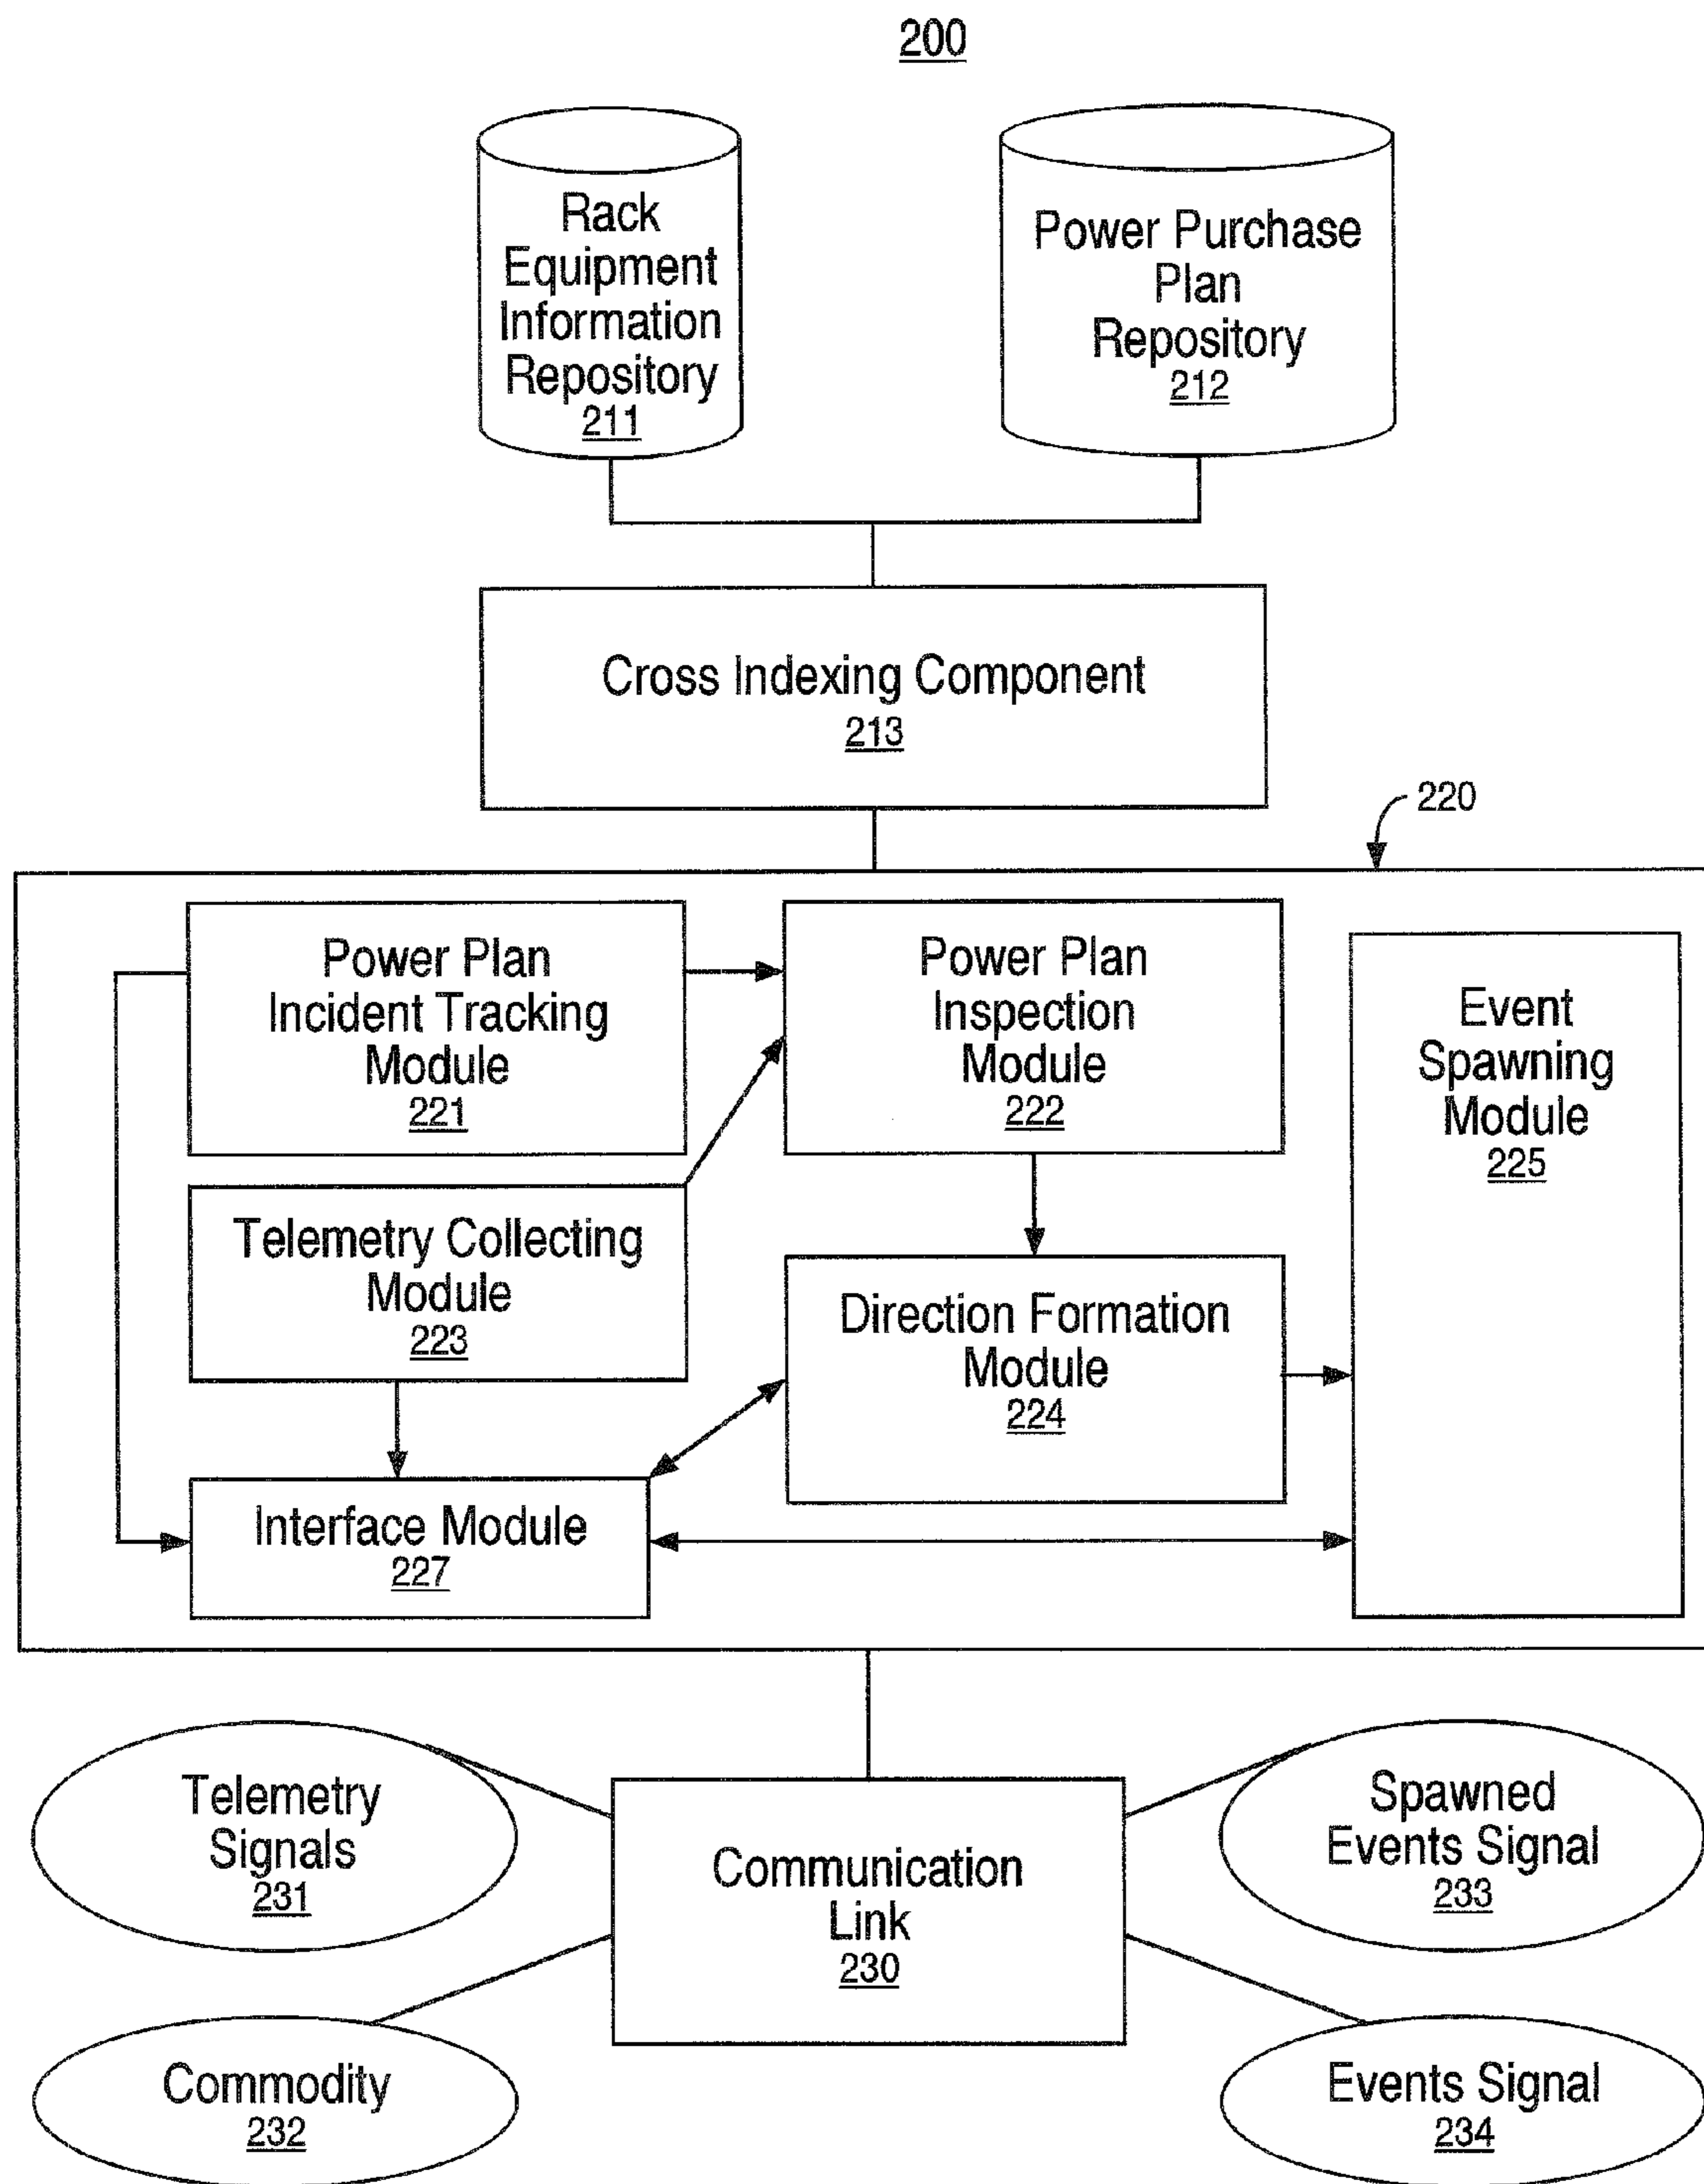 200
Rack
Equipment
Information
Repository
211
Power Purchase
Plan
Repository
212
Cross Indexing Component
213
220
Power Plan
Incident Tracking
Module
221
Power Plan
Inspection
Module
222
Event
Spawning
Module
225
Telemetry Collecting
Module
223
Direction Formation
Module
224
Interface Module
227
Telemetry
Signals
231
Communication
Link
230
Spawned
Events Signal
233
Commodity
232
Events Signal
234